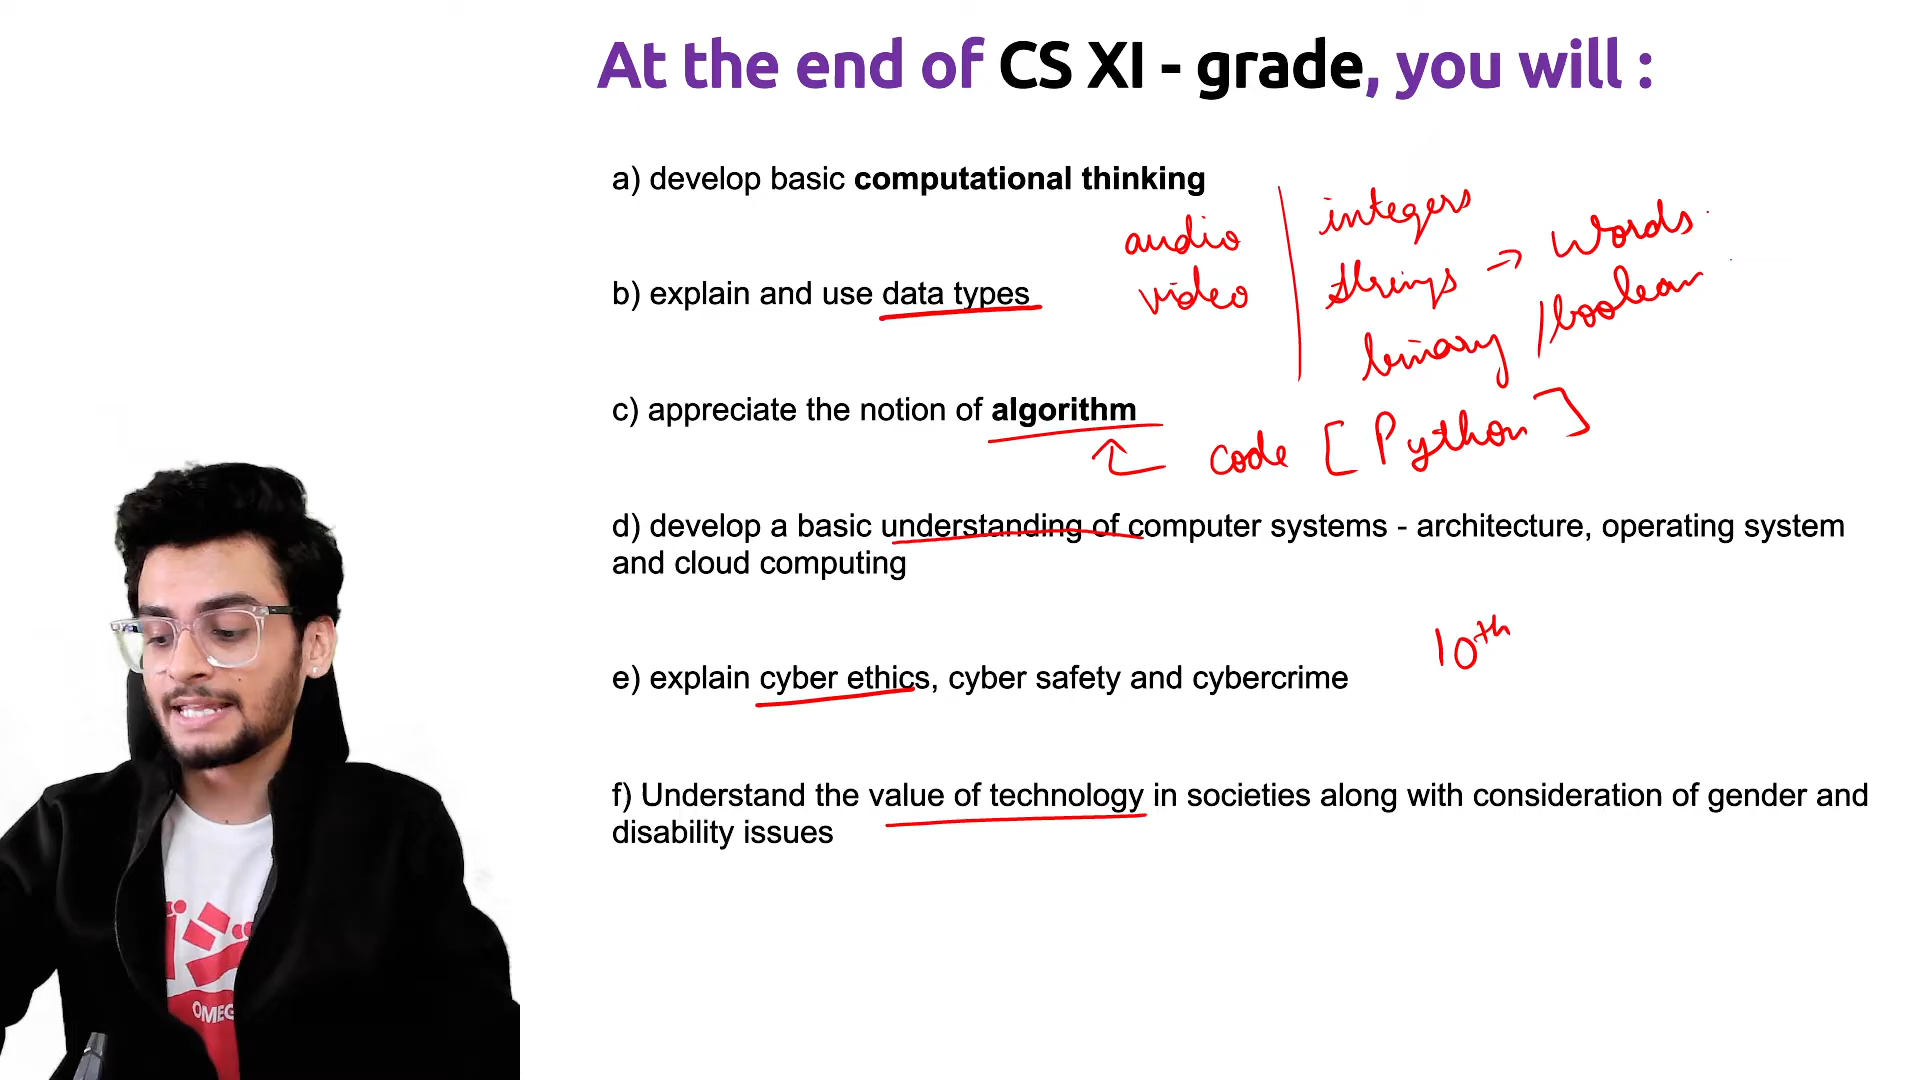 At the end of CS XI - grade, you will :
a) develop basic computational thinking
audio
video
integers
strings → words
binary / boolean
b) explain and use data types
c) appreciate the notion of algorithm
code [ Python ]
d) develop a basic understanding of computer systems - architecture, operating system
and cloud computing
10th
e) explain cyber ethics, cyber safety and cybercrime
f) Understand the value of technology in societies along with consideration of gender and
disability issues
OMEG